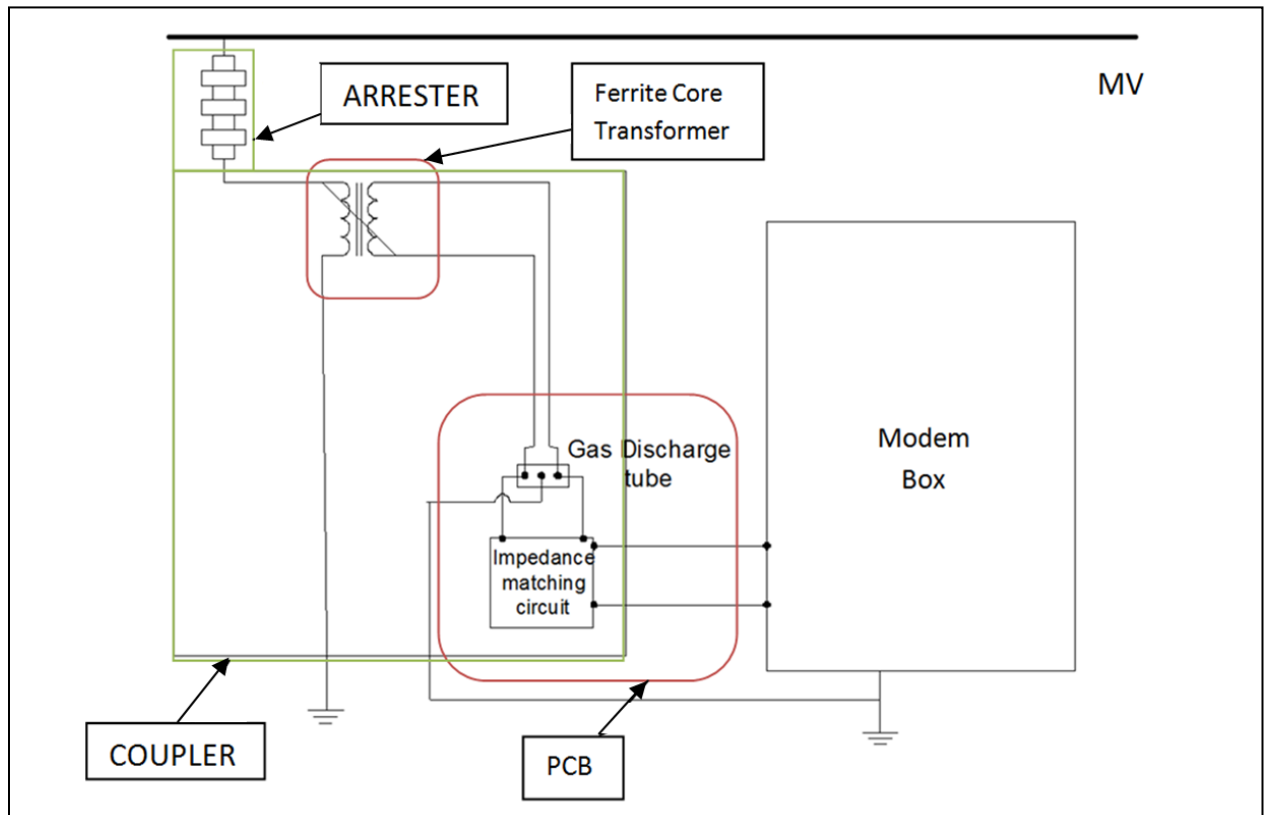 MV
ARRESTER
Ferrite Core
Transformer
Gas Discharge
tube
Modem
Box
Impedance
matching
circuit
COUPLER
PCB